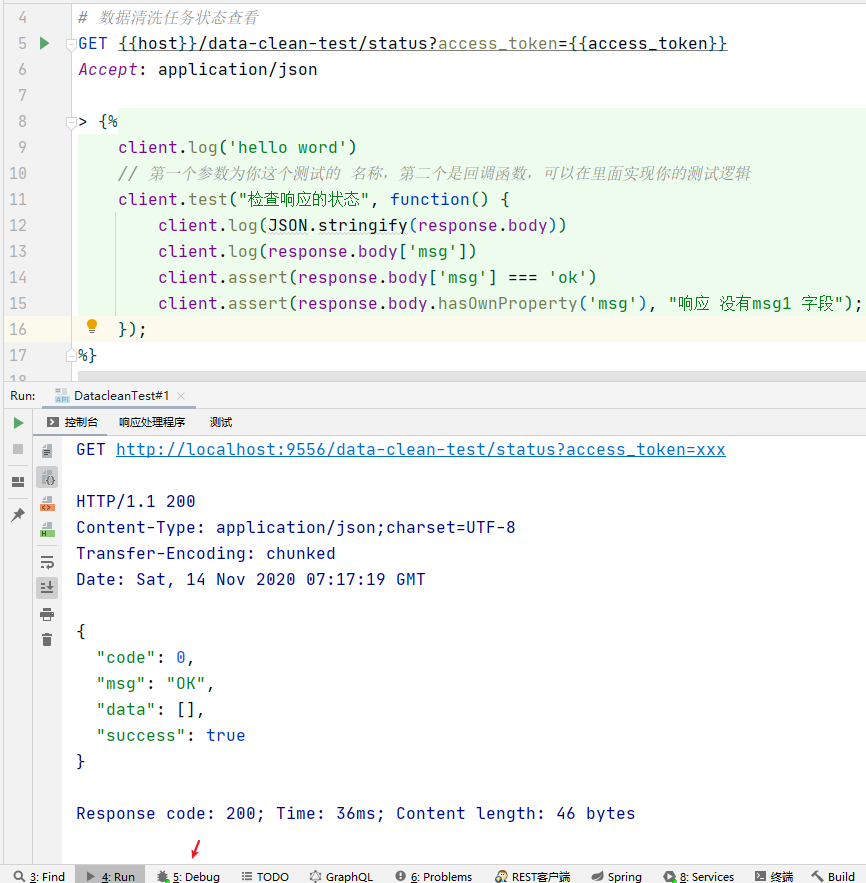 4 # 数据清洗任务状态查看
5 GET {{host}}/data-clean-test/status?access_token={{access_token}}
6 Accept: application/json
7
8 > {%
9 client.log('hello word')
10 // 第一个参数为你这个测试的 名称，第二个是回调函数，可以在里面实现你的测试逻辑
11 client.test("检查响应的状态", function() {
12 client.log(JSON.stringify(response.body))
13 client.log(response.body['msg'])
14 client.assert(response.body['msg'] === 'ok')
15 client.assert(response.body.hasOwnProperty('msg'), "响应 没有msg1 字段");
16 });
17 %}
18
Run: DatacleanTest#1
控制台 响应处理程序 测试
GET http://localhost:9556/data-clean-test/status?access_token=xxx
HTTP/1.1 200
Content-Type: application/json;charset=UTF-8
Transfer-Encoding: chunked
Date: Sat, 14 Nov 2020 07:17:19 GMT
{
"code": 0,
"msg": "OK",
"data": [],
"success": true
}
Response code: 200; Time: 36ms; Content length: 46 bytes
3: Find 4: Run 5: Debug TODO GraphQL 6: Problems REST客户端 Spring 8: Services 终端 Build